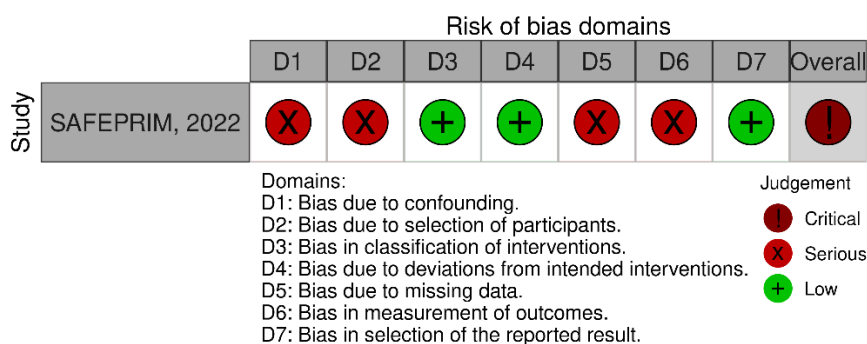 Risk of bias domains
D1 D2 D3 D4 D5 D6 D7 Overall
Study
SAFEPRIM, 2022 X X + + X X + !
Domains:
D1: Bias due to confounding.
D2: Bias due to selection of participants.
D3: Bias in classification of interventions.
D4: Bias due to deviations from intended interventions.
D5: Bias due to missing data.
D6: Bias in measurement of outcomes.
D7: Bias in selection of the reported result.
Judgement
! Critical
X Serious
+ Low